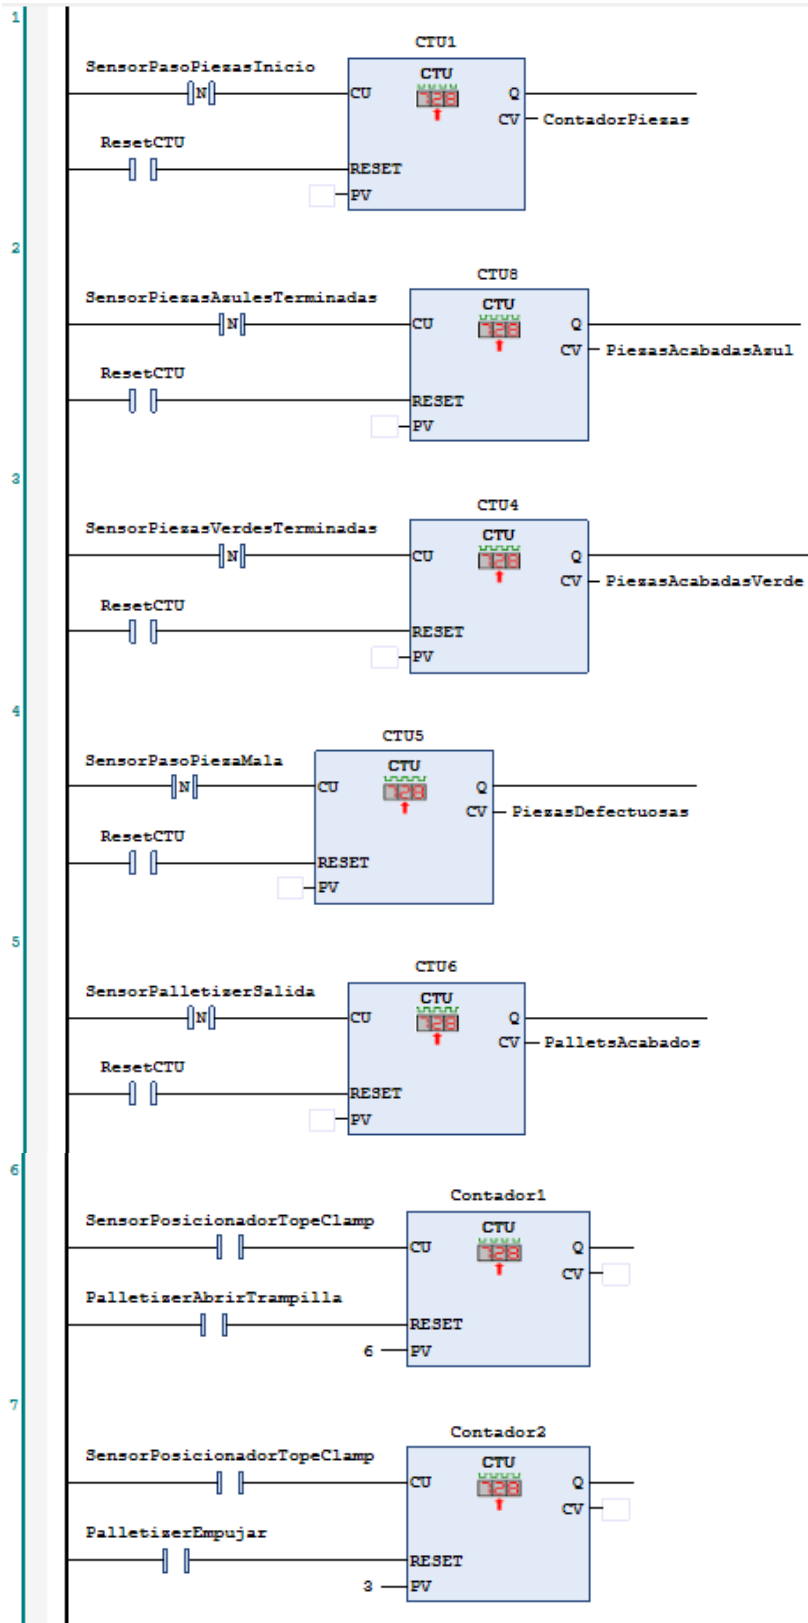 1
CTU1
SensorPasoPiezasInicio
CTU
N
CU
Q
CV
ContadorPiezas
ResetCTU
RESET
PV
2
CTU8
SensorPiezasAzulesTerminadas
CTU
N
CU
Q
CV
PiezasAcabadasAzul
ResetCTU
RESET
PV
3
CTU4
SensorPiezasVerdesTerminadas
CTU
N
CU
Q
CV
PiezasAcabadasVerde
ResetCTU
RESET
PV
4
CTU5
SensorPasoPiezaMala
CTU
N
CU
Q
CV
PiezasDefectuosas
ResetCTU
RESET
PV
5
CTU6
SensorPalletizerSalida
CTU
N
CU
Q
CV
PalletsAcabados
ResetCTU
RESET
PV
6
Contador1
SensorPosicionadorTopeClamp
CTU
CU
Q
CV
PalletizerAbrirTrampilla
RESET
6
PV
7
Contador2
SensorPosicionadorTopeClamp
CTU
CU
Q
CV
PalletizerEmpujar
RESET
3
PV